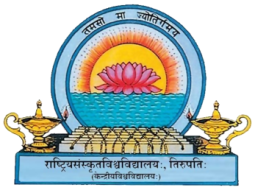 तमसो मा ज्योतिर्गमय
राष्ट्रियसंस्कृतविश्वविद्यालयः, तिरुपतिः
(केन्द्रीयविश्वविद्यालयः)